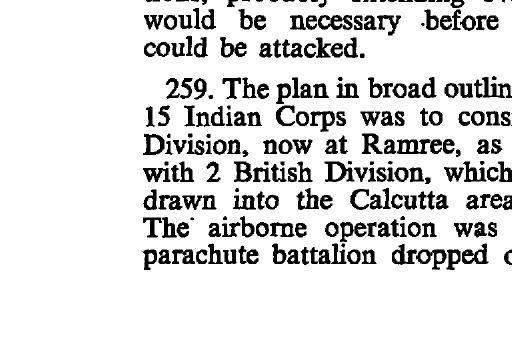 would be necessary before
could be attacked.
259. The plan in broad outlin
15 Indian Corps was to cons
Division, now at Ramree, as
with 2 British Division, which
drawn into the Calcutta area
The airborne operation was
parachute battalion dropped